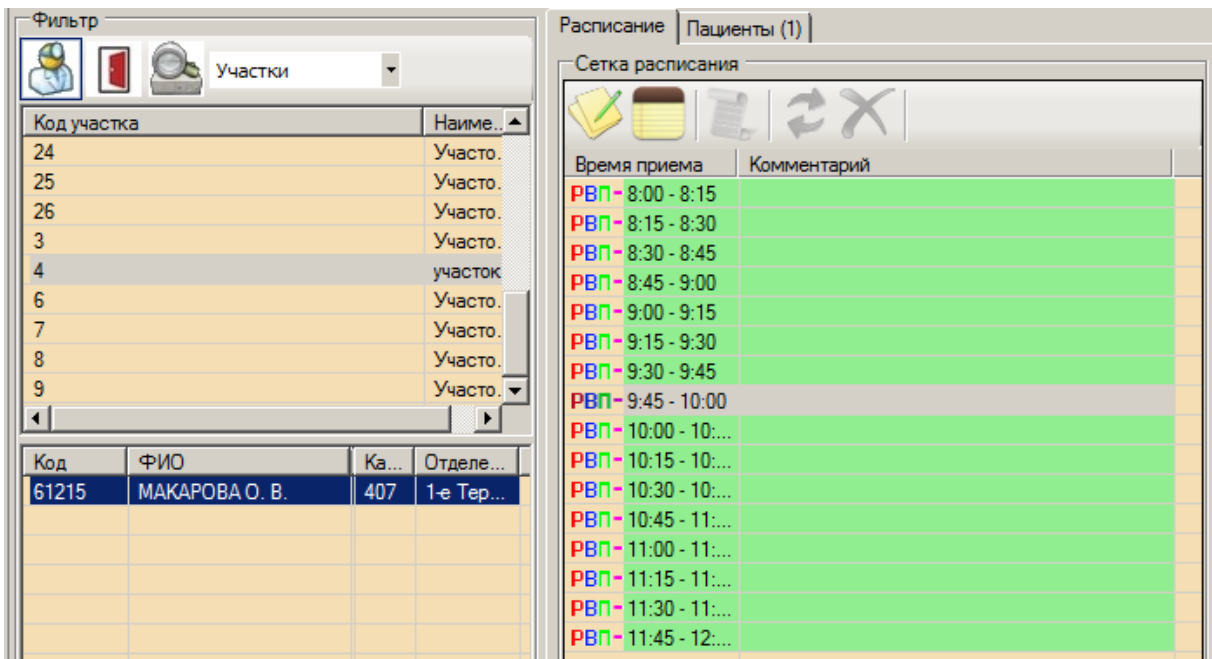 Фильтр
Участки
Код участка Наиме...
24 Участо.
25 Участо.
26 Участо.
3 Участо.
4 участок
6 Участо.
7 Участо.
8 Участо.
9 Участо.
Код ФИО Ка... Отделе...
61215 МАКАРОВА О. В. 407 1-е Тер...
Расписание Пациенты (1)
Сетка расписания
Время приема Комментарий
РВП- 8:00 - 8:15
РВП- 8:15 - 8:30
РВП- 8:30 - 8:45
РВП- 8:45 - 9:00
РВП- 9:00 - 9:15
РВП- 9:15 - 9:30
РВП- 9:30 - 9:45
РВП- 9:45 - 10:00
РВП- 10:00 - 10:...
РВП- 10:15 - 10:...
РВП- 10:30 - 10:...
РВП- 10:45 - 11:...
РВП- 11:00 - 11:...
РВП- 11:15 - 11:...
РВП- 11:30 - 11:...
РВП- 11:45 - 12:...